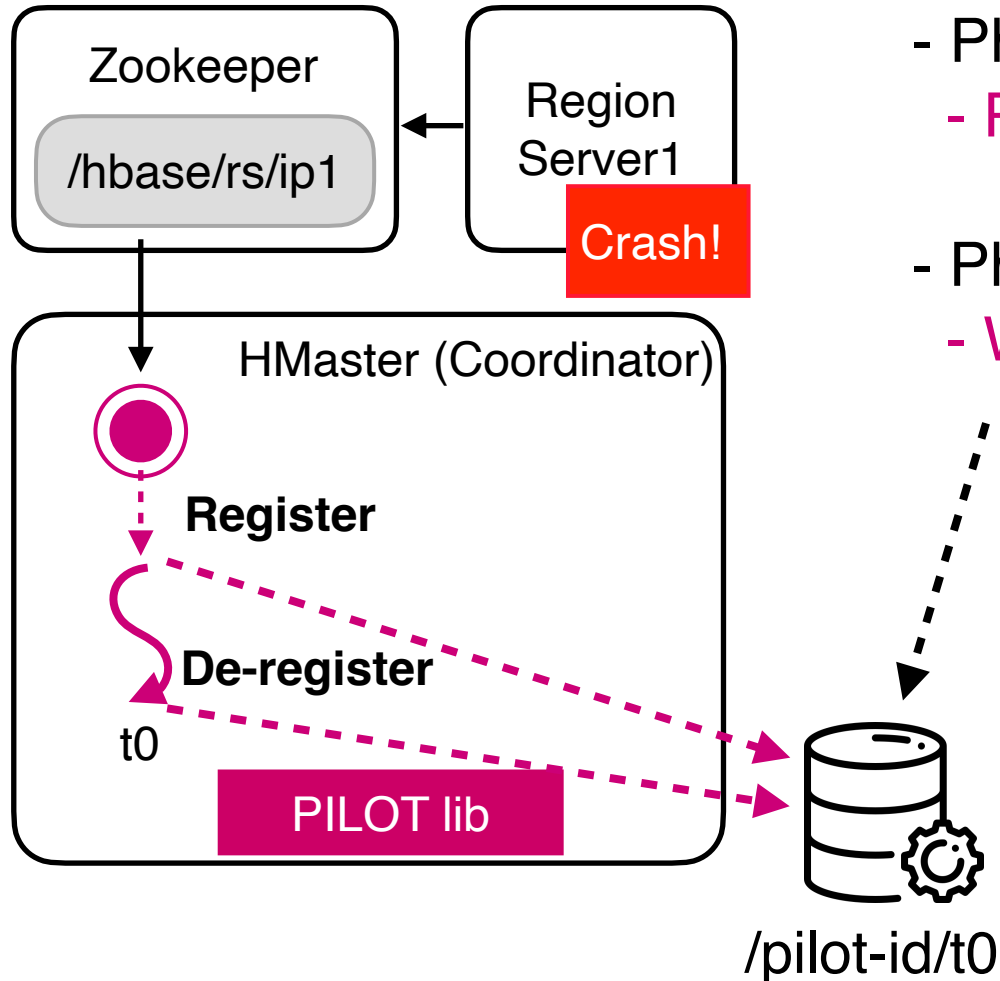 Zookeeper
/hbase/rs/ip1
Region
Server1
Crash!
HMaster (Coordinator)
Register
De-register
t0
PILOT lib
/pilot-id/t0